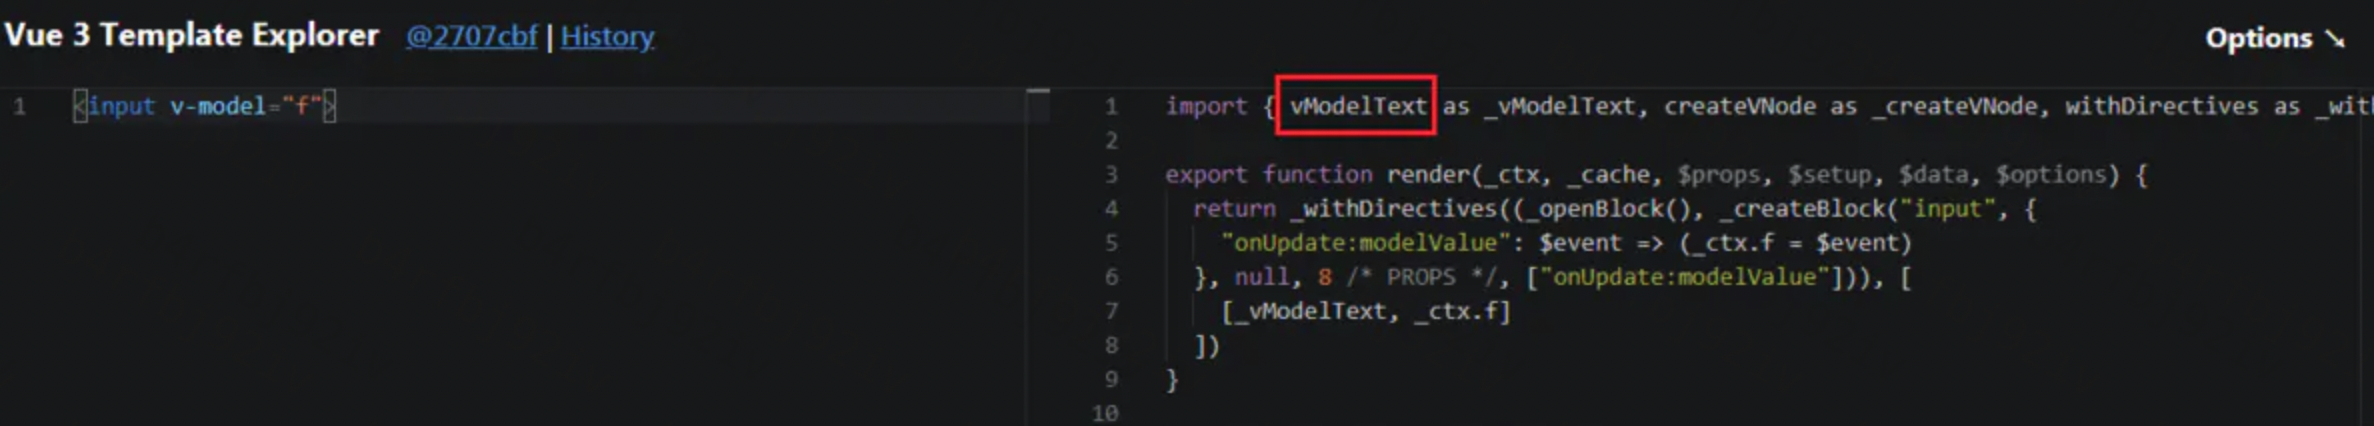 Vue 3 Template Explorer @2707cbf | History Options ↘
1 <input v-model="f">
1 import { vModelText as _vModelText, createVNode as _createVNode, withDirectives as _wit
2
3 export function render(_ctx, _cache, $props, $setup, $data, $options) {
4 return _withDirectives((_openBlock(), _createBlock("input", {
5 "onUpdate:modelValue": $event => (_ctx.f = $event)
6 }, null, 8 /* PROPS */, ["onUpdate:modelValue"])), [
7 [_vModelText, _ctx.f]
8 ])
9 }
10